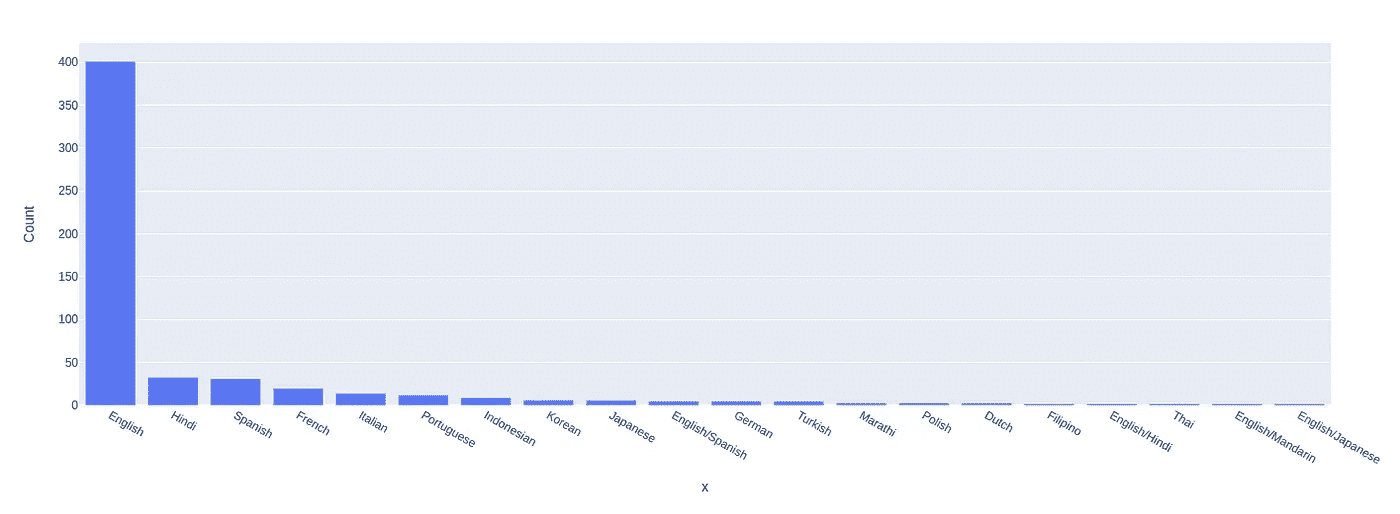 400
350
300
250
200
150
100
50
0
Count
English
Hindi
Spanish
French
Italian
Portuguese
Indonesian
Korean
Japanese
English/Spanish
German
Turkish
Marathi
Polish
Dutch
Filipino
English/Hindi
Thai
English/Mandarin
English/Japanese
x